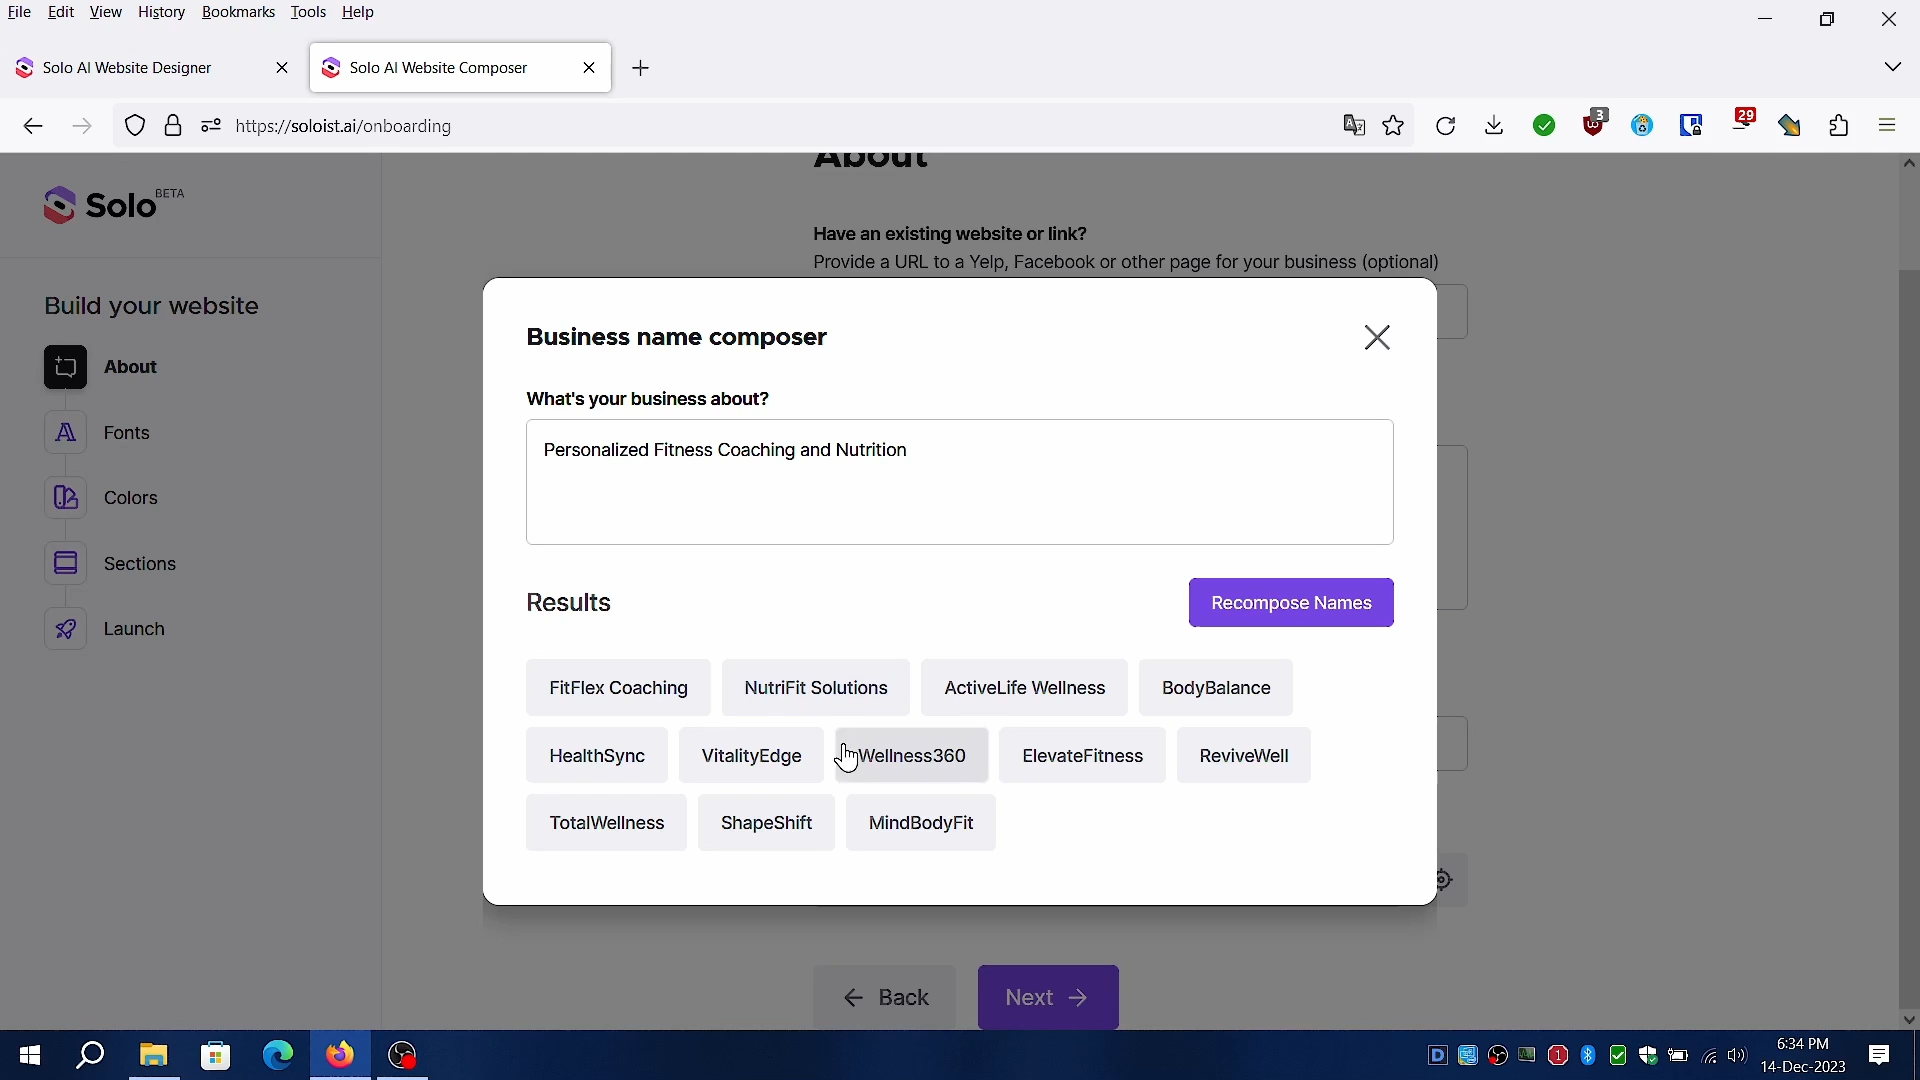 File Edit View History Bookmarks Tools Help
Solo AI Website Designer
Solo AI Website Composer
https://soloist.ai/onboarding
3
29
Solo BETA
About
Have an existing website or link?
Provide a URL to a Yelp, Facebook or other page for your business (optional)
Build your website
About
Fonts
Colors
Sections
Launch
Business name composer
What's your business about?
Personalized Fitness Coaching and Nutrition
Results
Recompose Names
FitFlex Coaching NutriFit Solutions ActiveLife Wellness BodyBalance
HealthSync VitalityEdge Wellness360 ElevateFitness ReviveWell
TotalWellness ShapeShift MindBodyFit
Back Next
6:34 PM
14-Dec-2023